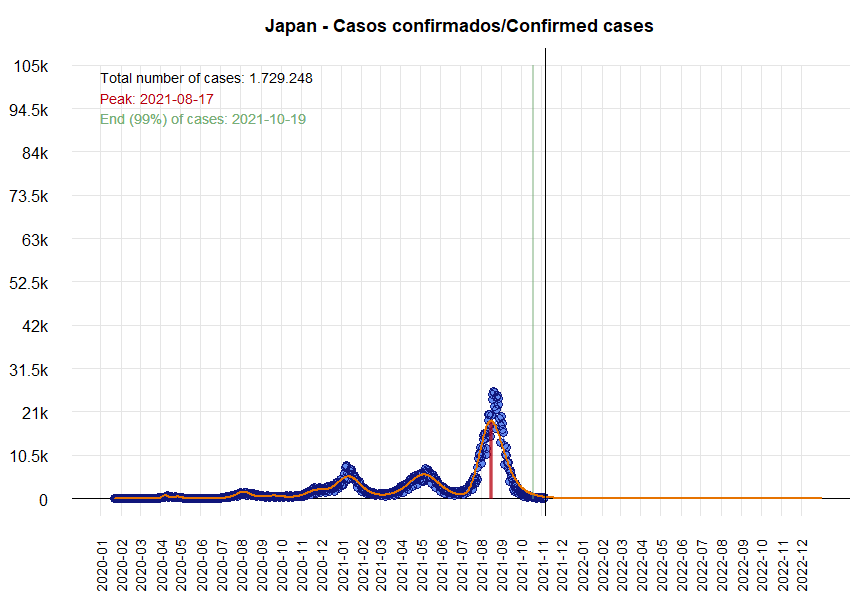 Japan - Casos confirmados/Confirmed cases
105k
94.5k
84k
73.5k
63k
52.5k
42k
31.5k
21k
10.5k
0
Total number of cases: 1.729.248
Peak: 2021-08-17
End (99%) of cases: 2021-10-19
2020-01
2020-02
2020-03
2020-04
2020-05
2020-06
2020-07
2020-08
2020-09
2020-10
2020-11
2020-12
2021-01
2021-02
2021-03
2021-04
2021-05
2021-06
2021-07
2021-08
2021-09
2021-10
2021-11
2021-12
2022-01
2022-02
2022-03
2022-04
2022-05
2022-06
2022-07
2022-08
2022-09
2022-10
2022-11
2022-12